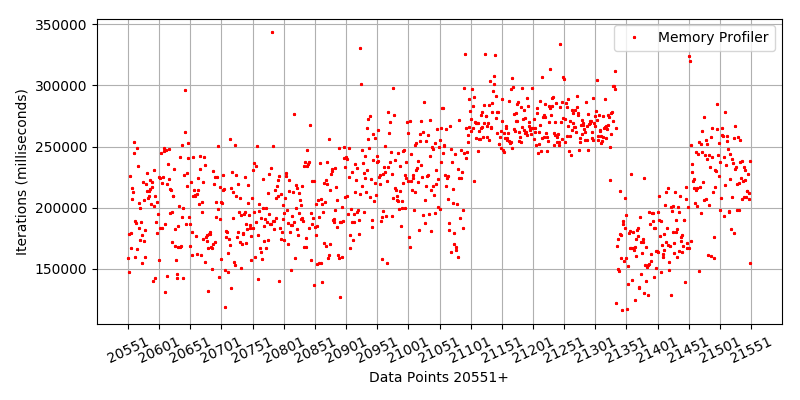 350000
Memory Profiler
300000
250000
200000
150000
Iterations (milliseconds)
20551 20601 20651 20701 20751 20801 20851 20901 20951 21001 21051 21101 21151 21201 21251 21301 21351 21401 21451 21501 21551
Data Points 20551+